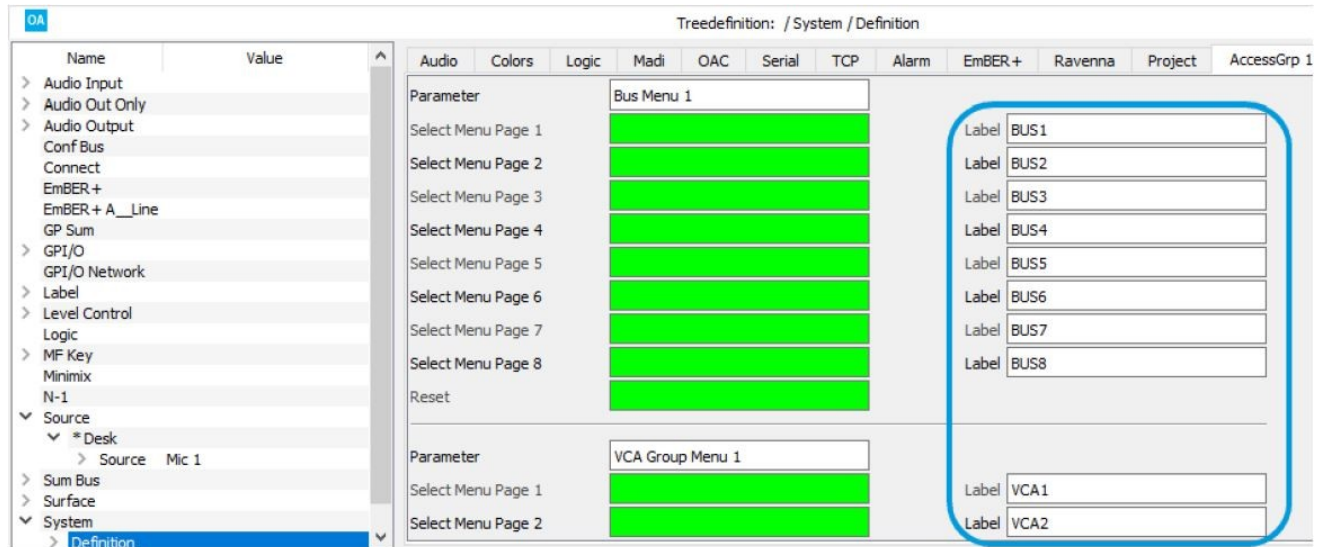 OA
Treedefinition: / System / Definition
Name Value
Audio Input
Audio Out Only
Audio Output
Conf Bus
Connect
EmBER+
EmBER+ A__Line
GP Sum
GPI/O
GPI/O Network
Label
Level Control
Logic
MF Key
Minimix
N-1
Source
* Desk
Source Mic 1
Sum Bus
Surface
System
Definition
Audio Colors Logic Madi OAC Serial TCP Alarm EmBER+ Ravenna Project AccessGrp 1
Parameter Bus Menu 1
Select Menu Page 1 Label BUS1
Select Menu Page 2 Label BUS2
Select Menu Page 3 Label BUS3
Select Menu Page 4 Label BUS4
Select Menu Page 5 Label BUS5
Select Menu Page 6 Label BUS6
Select Menu Page 7 Label BUS7
Select Menu Page 8 Label BUS8
Reset
Parameter VCA Group Menu 1
Select Menu Page 1 Label VCA1
Select Menu Page 2 Label VCA2